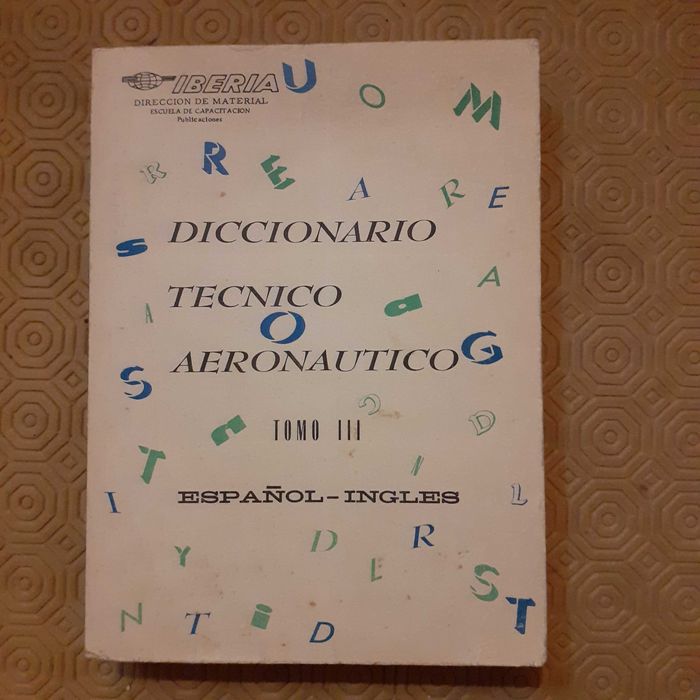 IBERIA
DIRECCION DE MATERIAL
ESCUELA DE CAPACITACION
Publicaciones
U O M
R R E A R E
DICCIONARIO
S
TECNICO
A O a A
AERONAUTICO G
S
TOMO III
C D
T a N
ESPAÑOL-INGLES
I L
Y D R
E S T
N T i D